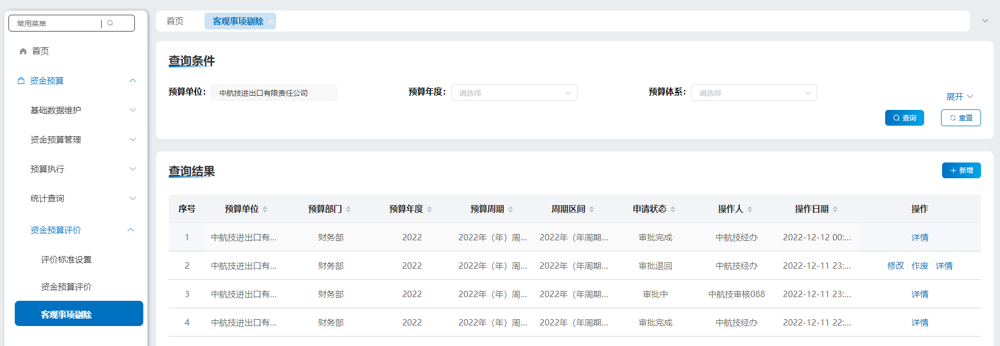 常用菜单
首页
资金预算
基础数据维护
资金预算管理
预算执行
统计查询
资金预算评价
评价标准设置
资金预算评价
客观事项剔除
首页 客观事项剔除
查询条件
预算单位: 中航技进出口有限责任公司 预算年度: 请选择 预算体系: 请选择
展开
查询 重置
查询结果
新增
序号 预算单位 预算部门 预算年度 预算周期 周期区间 申请状态 操作人 操作日期 操作
1 中航技进出口有... 财务部 2022 2022年（年）周... 2022年（年周期... 审批完成 中航技经办 2022-12-12 00:... 详情
2 中航技进出口有... 财务部 2022 2022年（年）周... 2022年（年周期... 审批退回 中航技经办 2022-12-11 23:... 修改 作废 详情
3 中航技进出口有... 财务部 2022 2022年（年）周... 2022年（年周期... 审批中 中航技审核088 2022-12-11 23:... 详情
4 中航技进出口有... 财务部 2022 2022年（年）周... 2022年（年周期... 审批完成 中航技经办 2022-12-11 22:... 详情